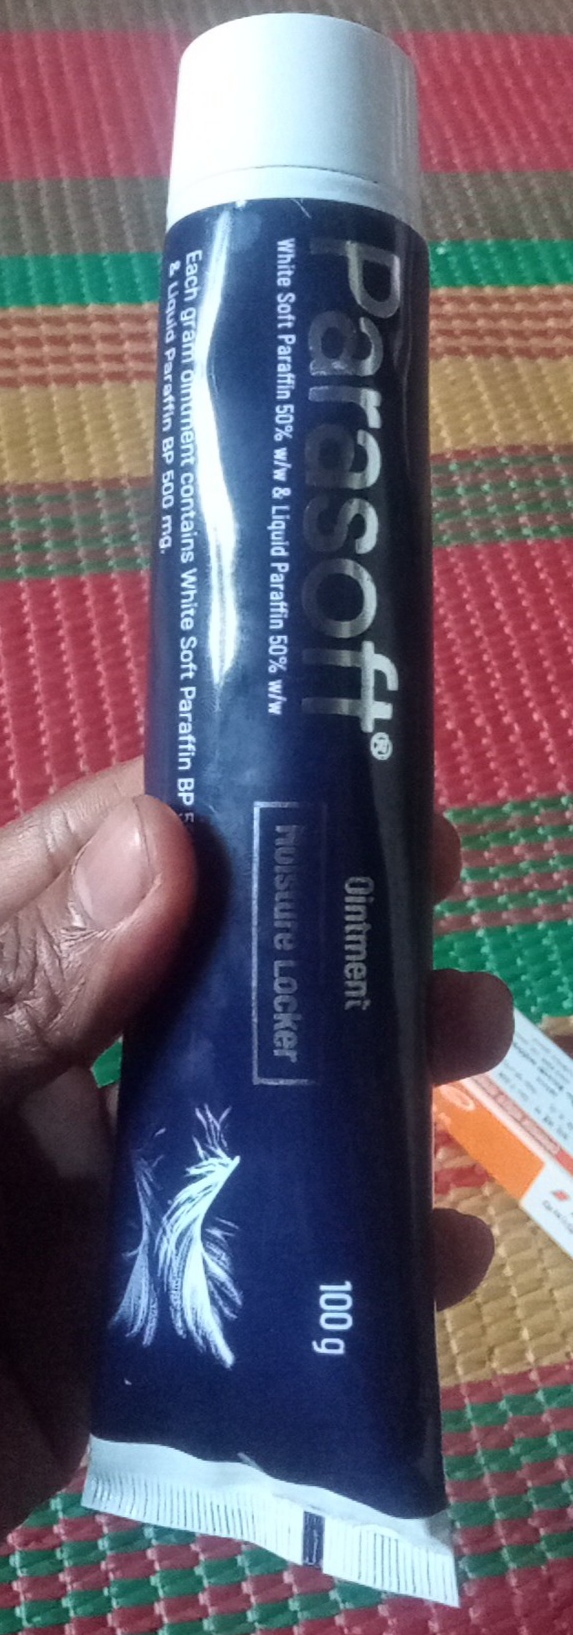 Parasoft®
White Soft Paraffin 50% w/w & Liquid Paraffin 50% w/w
Ointment
Moisture Locker
100 g
Each gram ointment contains White Soft Paraffin BP
& Liquid Paraffin BP 500 mg.